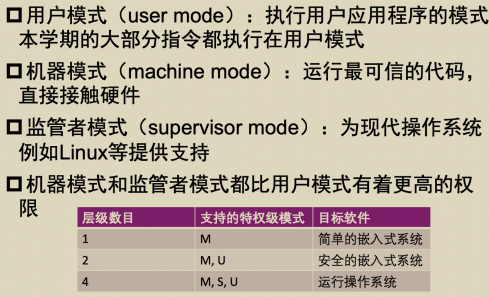 用户模式（user mode）：执行用户应用程序的模式
本学期的大部分指令都执行在用户模式
机器模式（machine mode）：运行最可信的代码，
直接接触硬件
监管者模式（supervisor mode）：为现代操作系统
例如Linux等提供支持
机器模式和监管者模式都比用户模式有着更高的权
限
层级数目 支持的特权级模式 目标软件
1 M 简单的嵌入式系统
2 M, U 安全的嵌入式系统
4 M, S, U 运行操作系统